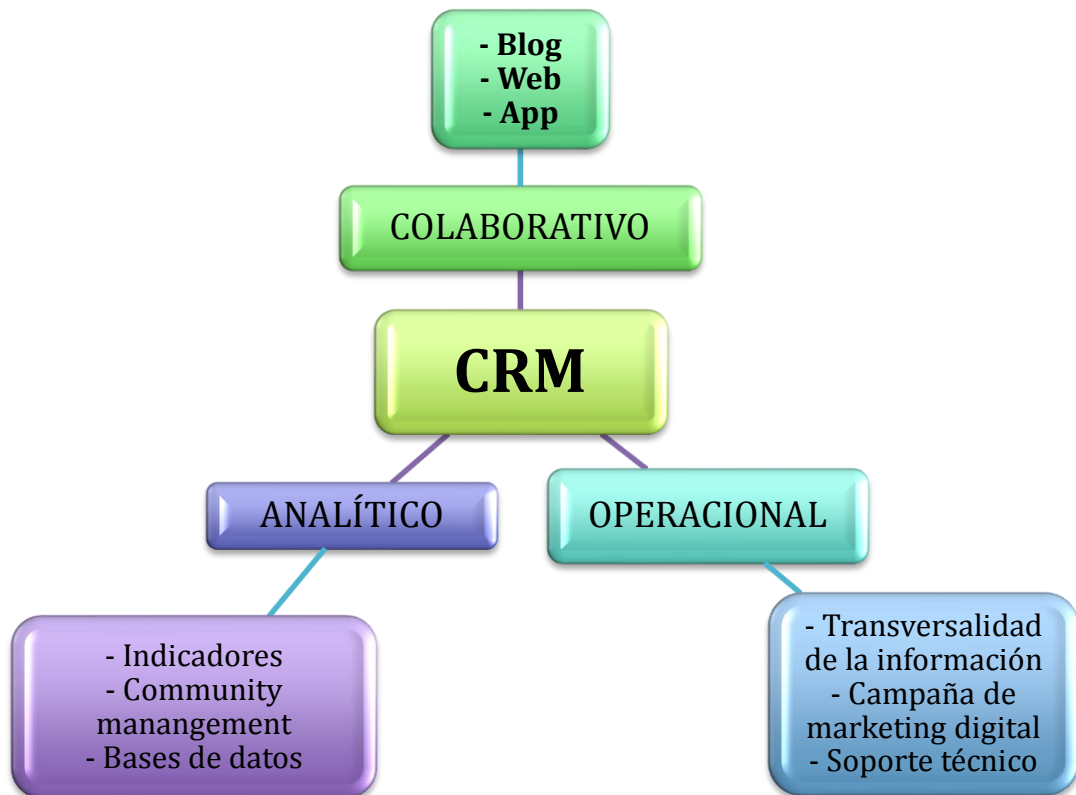 - Blog
- Web
- App
COLABORATIVO
CRM
ANALÍTICO
OPERACIONAL
- Indicadores
- Community
manangement
- Bases de datos
- Transversalidad
de la información
- Campaña de
marketing digital
- Soporte técnico